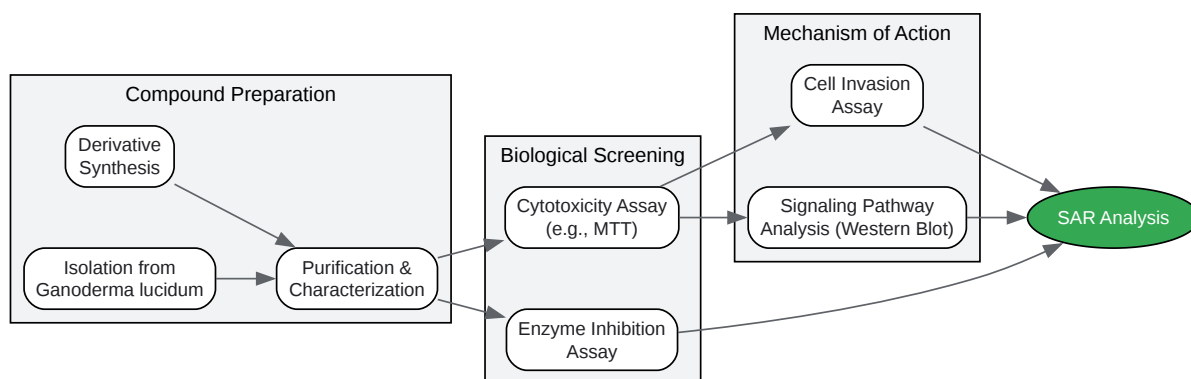 Compound Preparation
Derivative
Synthesis
Isolation from
Ganoderma lucidum
Purification &
Characterization
Biological Screening
Cytotoxicity Assay
(e.g., MTT)
Enzyme Inhibition
Assay
Mechanism of Action
Cell Invasion
Assay
Signaling Pathway
Analysis (Western Blot)
SAR Analysis